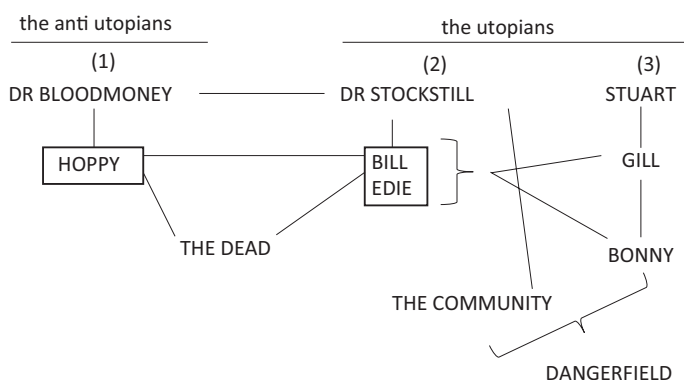 the anti utopians
the utopians
(1)
(2)
(3)
DR BLOODMONEY
DR STOCKSTILL
STUART
HOPPY
BILL
EDIE
GILL
THE DEAD
BONNY
THE COMMUNITY
DANGERFIELD